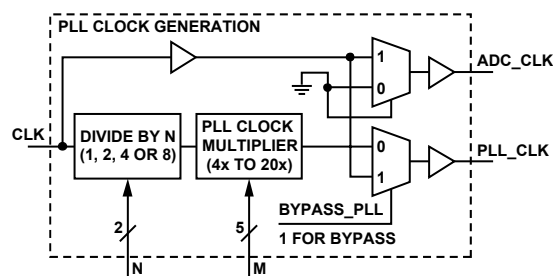 PLL CLOCK GENERATION
1
0
ADC_CLK
CLK
DIVIDE BY N
(1, 2, 4 OR 8)
PLL CLOCK
MULTIPLIER
(4x TO 20x)
0
1
PLL_CLK
BYPASS_PLL
1 FOR BYPASS
2
5
N
M